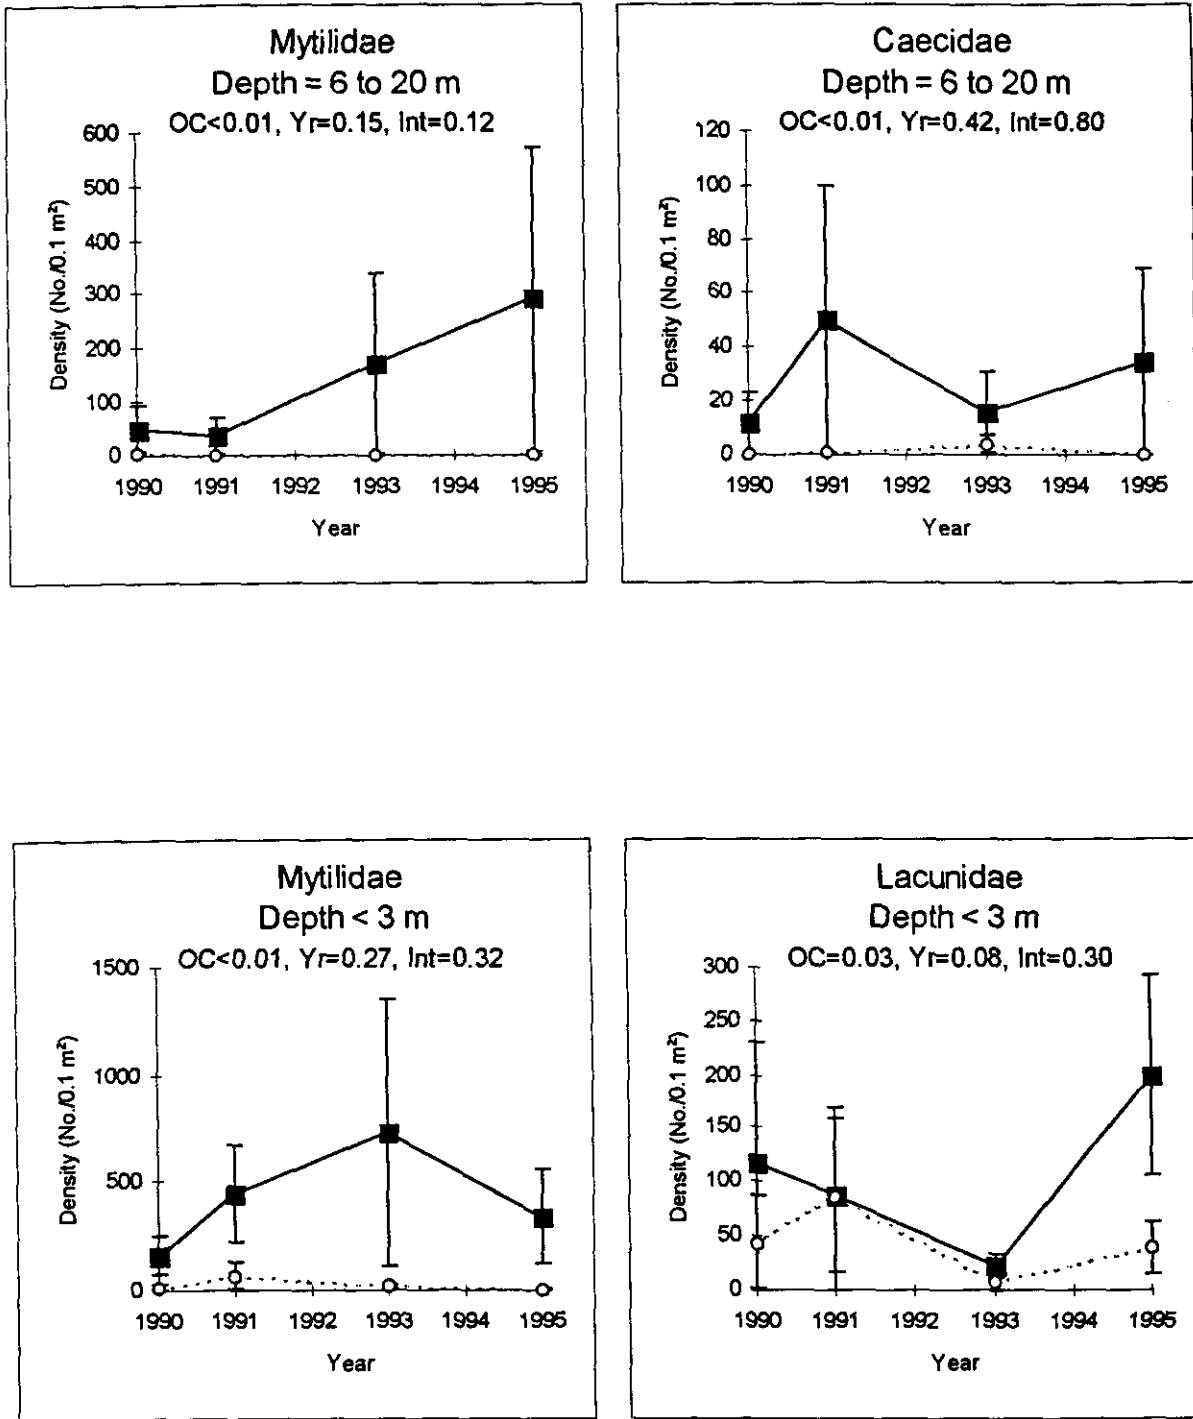 Mytilidae
Depth = 6 to 20 m
OC<0.01, Yr=0.15, Int=0.12
600
500
400
300
200
100
0
Density (No./0.1 m²)
1990 1991 1992 1993 1994 1995
Year
Caecidae
Depth = 6 to 20 m
OC<0.01, Yr=0.42, Int=0.80
120
100
80
60
40
20
0
Density (No./0.1 m²)
1990 1991 1992 1993 1994 1995
Year
Mytilidae
Depth < 3 m
OC<0.01, Yr=0.27, Int=0.32
1500
1000
500
0
Density (No./0.1 m²)
1990 1991 1992 1993 1994 1995
Year
Lacunidae
Depth < 3 m
OC=0.03, Yr=0.08, Int=0.30
300
250
200
150
100
50
0
Density (No./0.1 m²)
1990 1991 1992 1993 1994 1995
Year